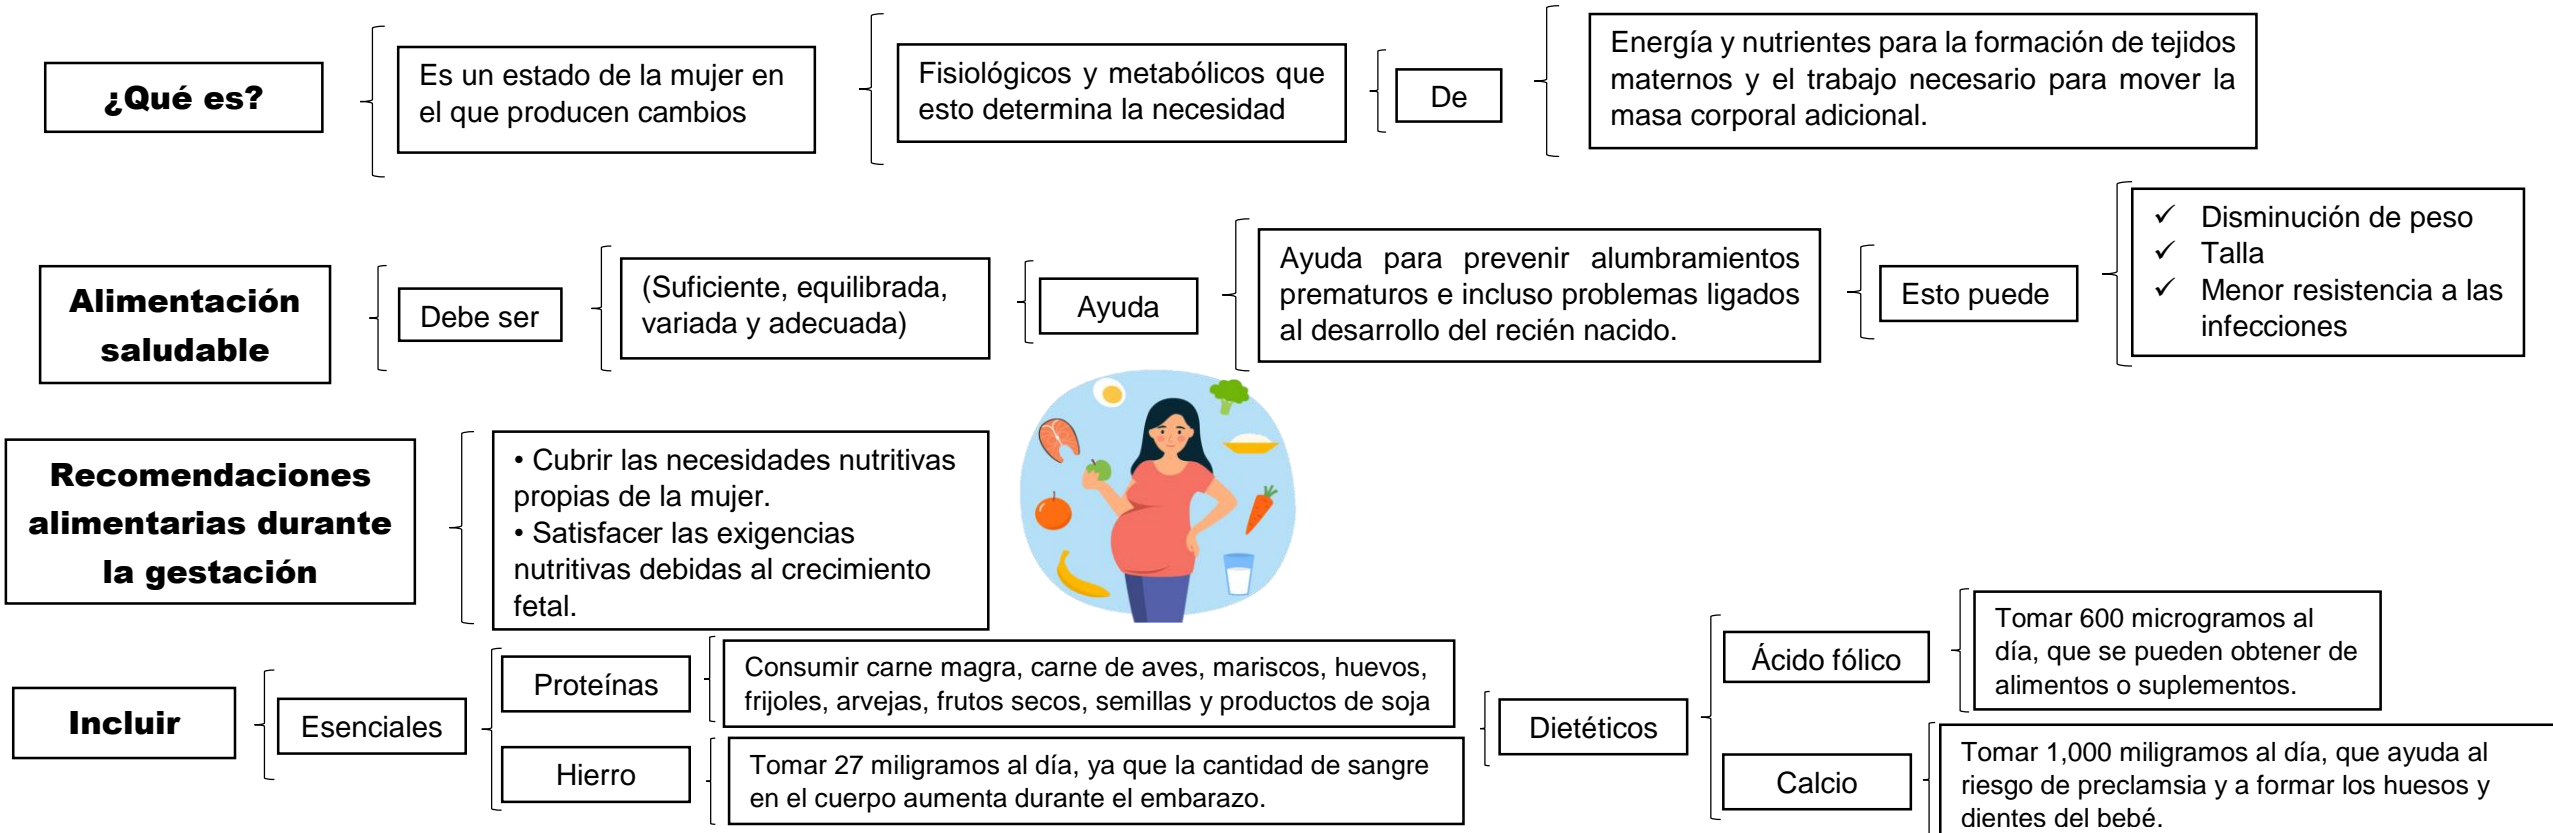 ¿Qué es?
Es un estado de la mujer en
el que producen cambios
Fisiológicos y metabólicos que
esto determina la necesidad
De
Energía y nutrientes para la formación de tejidos
maternos y el trabajo necesario para mover la
masa corporal adicional.
Alimentación
saludable
Debe ser
(Suficiente, equilibrada,
variada y adecuada)
Ayuda
Ayuda para prevenir alumbramientos
prematuros e incluso problemas ligados
al desarrollo del recién nacido.
Esto puede
✓ Disminución de peso
✓ Talla
✓ Menor resistencia a las
infecciones
Recomendaciones
alimentarias durante
la gestación
• Cubrir las necesidades nutritivas
propias de la mujer.
• Satisfacer las exigencias
nutritivas debidas al crecimiento
fetal.
Incluir
Esenciales
Proteínas
Consumir carne magra, carne de aves, mariscos, huevos,
frijoles, arvejas, frutos secos, semillas y productos de soja
Hierro
Tomar 27 miligramos al día, ya que la cantidad de sangre
en el cuerpo aumenta durante el embarazo.
Dietéticos
Ácido fólico
Tomar 600 microgramos al
día, que se pueden obtener de
alimentos o suplementos.
Calcio
Tomar 1,000 miligramos al día, que ayuda al
riesgo de preclamsia y a formar los huesos y
dientes del bebé.